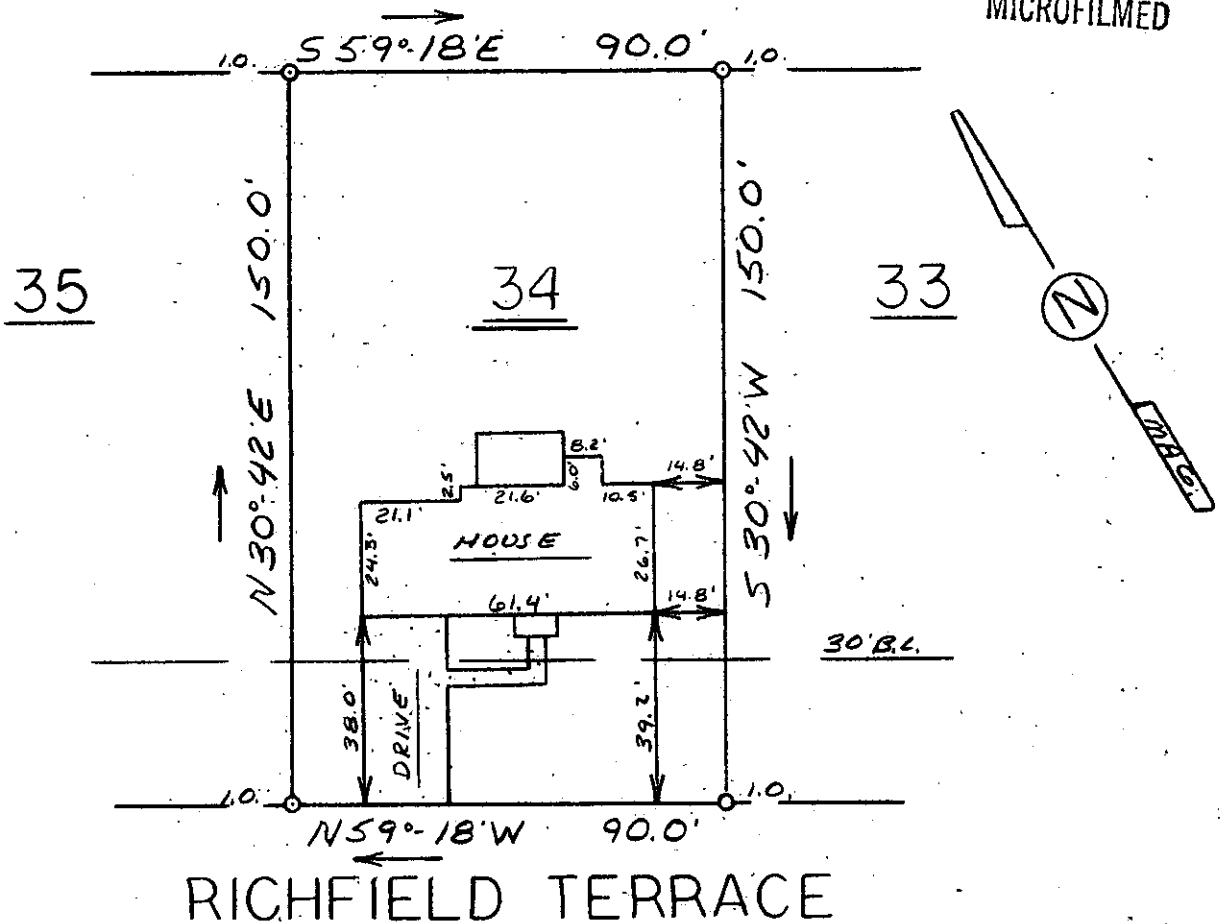 MICROFILMED
S 59°-18'E 90.0'
I.O.
I.O.
N 30°-42'E 150.0'
S 30°-42'W 150.0'
35
34
33
N
MAG.
8.2'
6.0'
14.8'
2.5'
21.6'
10.5'
21.1'
HOUSE
24.3'
26.7'
61.4'
14.8'
30' B.L.
38.0'
DRIVE
39.2'
I.O.
I.O.
N 59°-18'W 90.0'
RICHFIELD TERRACE